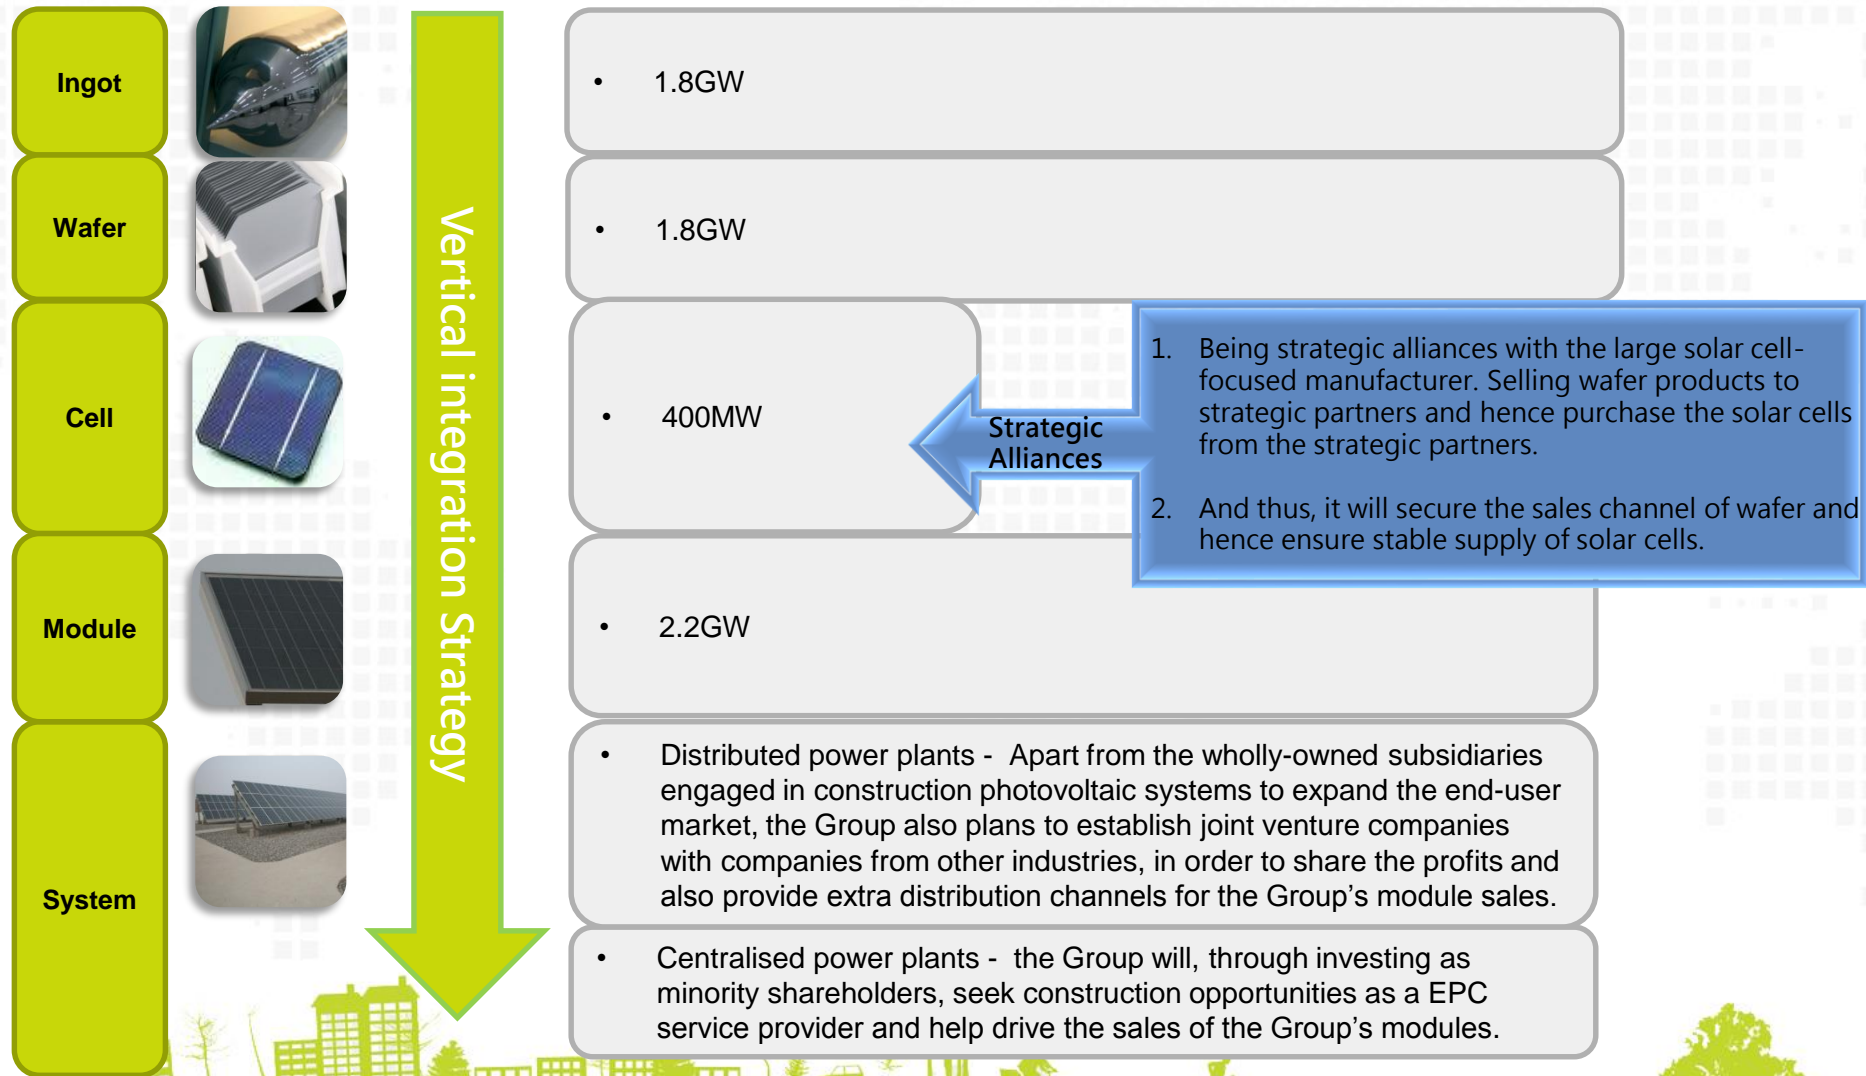 Ingot
• 1.8GW
Wafer
• 1.8GW
Vertical integration Strategy
Cell
• 400MW
Strategic
Alliances
1. Being strategic alliances with the large solar cell-
focused manufacturer. Selling wafer products to
strategic partners and hence purchase the solar cells
from the strategic partners.
2. And thus, it will secure the sales channel of wafer and
hence ensure stable supply of solar cells.
Module
• 2.2GW
System
• Distributed power plants - Apart from the wholly-owned subsidiaries
engaged in construction photovoltaic systems to expand the end-user
market, the Group also plans to establish joint venture companies
with companies from other industries, in order to share the profits and
also provide extra distribution channels for the Group’s module sales.
• Centralised power plants - the Group will, through investing as
minority shareholders, seek construction opportunities as a EPC
service provider and help drive the sales of the Group’s modules.